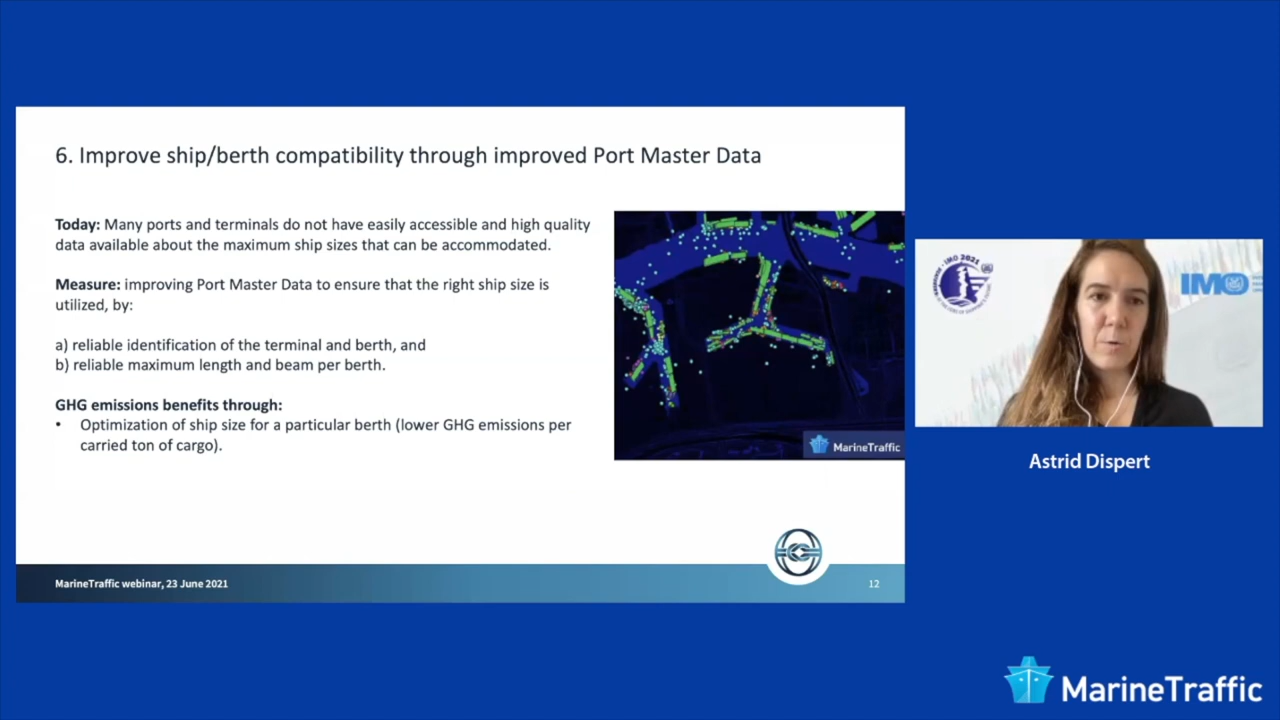 6. Improve ship/berth compatibility through improved Port Master Data
Today: Many ports and terminals do not have easily accessible and high quality
data available about the maximum ship sizes that can be accommodated.
Measure: improving Port Master Data to ensure that the right ship size is
utilized, by:
a) reliable identification of the terminal and berth, and
b) reliable maximum length and beam per berth.
GHG emissions benefits through:
• Optimization of ship size for a particular berth (lower GHG emissions per
carried ton of cargo).
MarineTraffic
MarineTraffic webinar, 23 June 2021
12
IMO 2021
IMO
Astrid Dispert
MarineTraffic